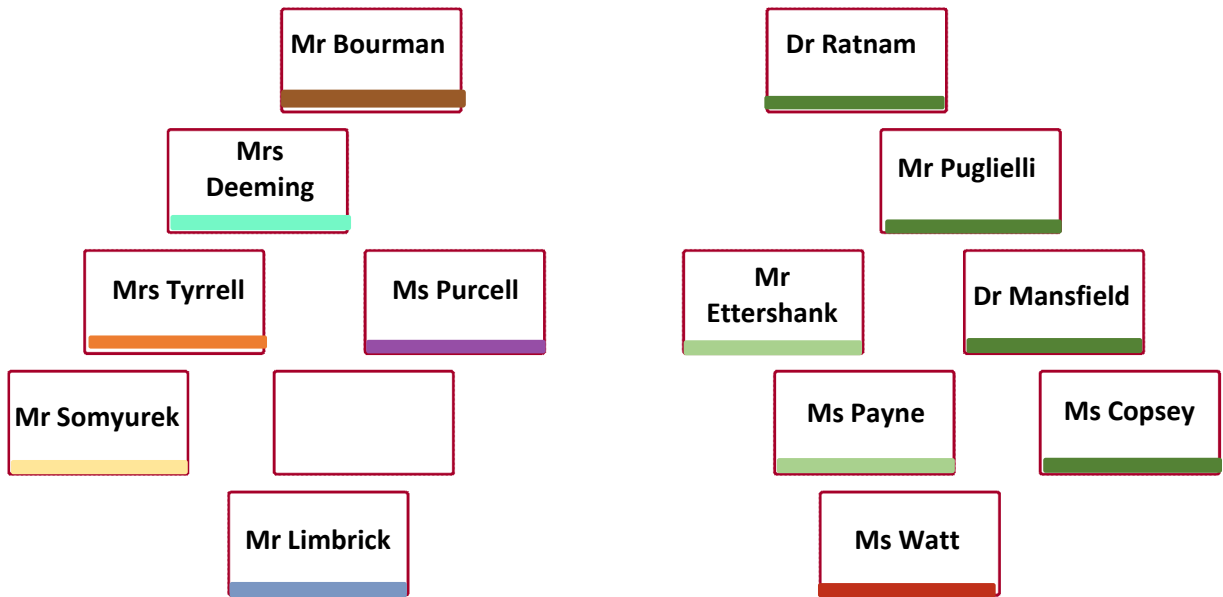 Mr Bourman
Dr Ratnam
Mrs
Deeming
Mr Puglielli
Mrs Tyrrell
Ms Purcell
Mr
Ettershank
Dr Mansfield
Mr Somyurek
Ms Payne
Ms Copsey
Mr Limbrick
Ms Watt